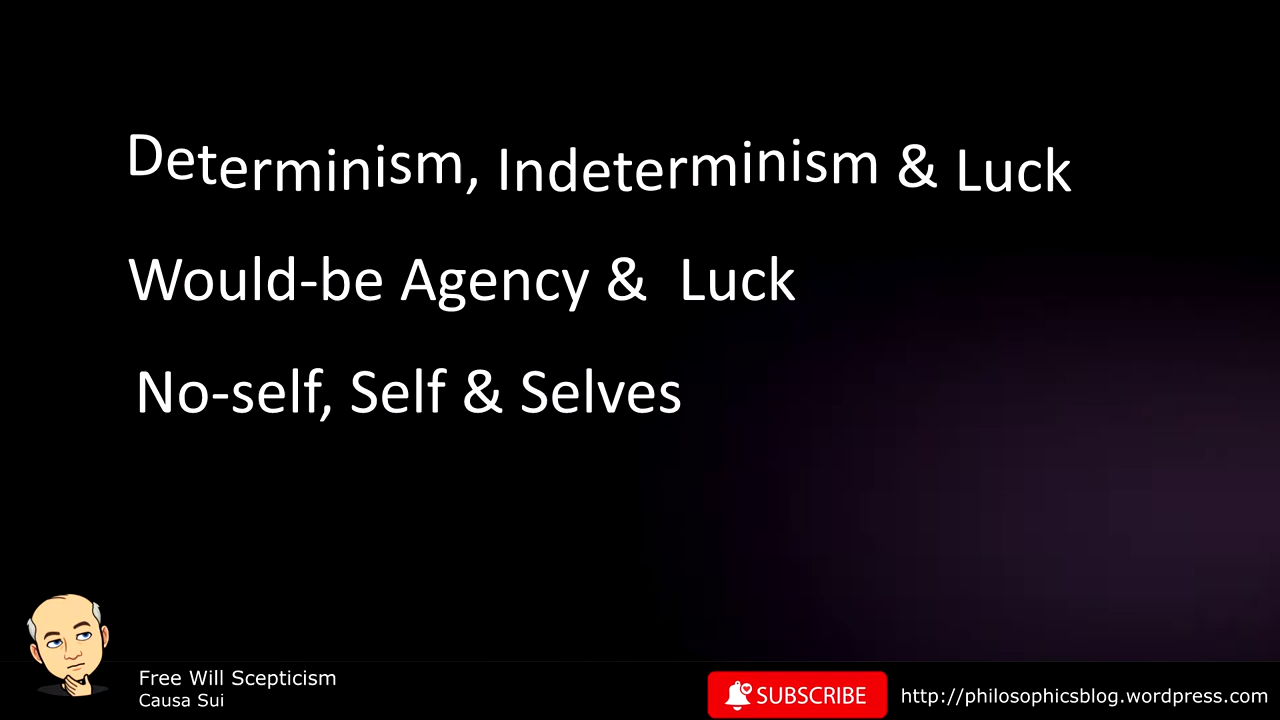 Determinism, Indeterminism & Luck
Would-be Agency & Luck
No-self, Self & Selves
Free Will Scepticism
Causa Sui
SUBSCRIBE
http://philosophicsblog.wordpress.com